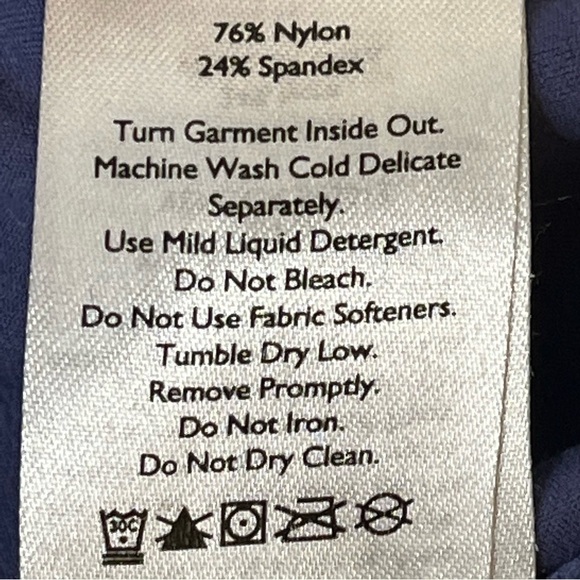 76% Nylon
24% Spandex
Turn Garment Inside Out.
Machine Wash Cold Delicate
Separately.
Use Mild Liquid Detergent.
Do Not Bleach.
Do Not Use Fabric Softeners.
Tumble Dry Low.
Remove Promptly.
Do Not Iron.
Do Not Dry Clean.
30C